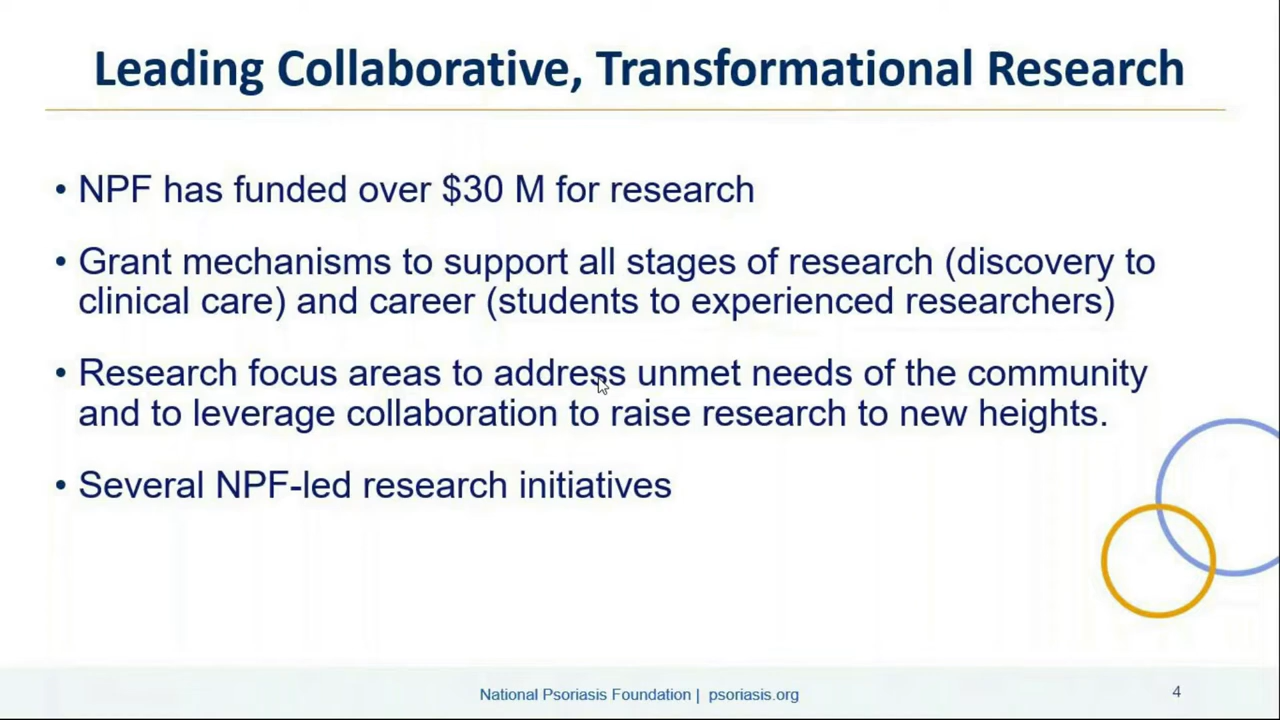 Leading Collaborative, Transformational Research
• NPF has funded over $30 M for research
• Grant mechanisms to support all stages of research (discovery to
clinical care) and career (students to experienced researchers)
• Research focus areas to address unmet needs of the community
and to leverage collaboration to raise research to new heights.
• Several NPF-led research initiatives
National Psoriasis Foundation | psoriasis.org
4